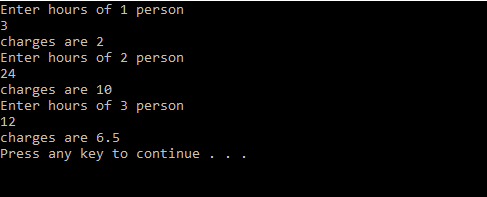 Enter hours of 1 person
3
charges are 2
Enter hours of 2 person
24
charges are 10
Enter hours of 3 person
12
charges are 6.5
Press any key to continue . . .